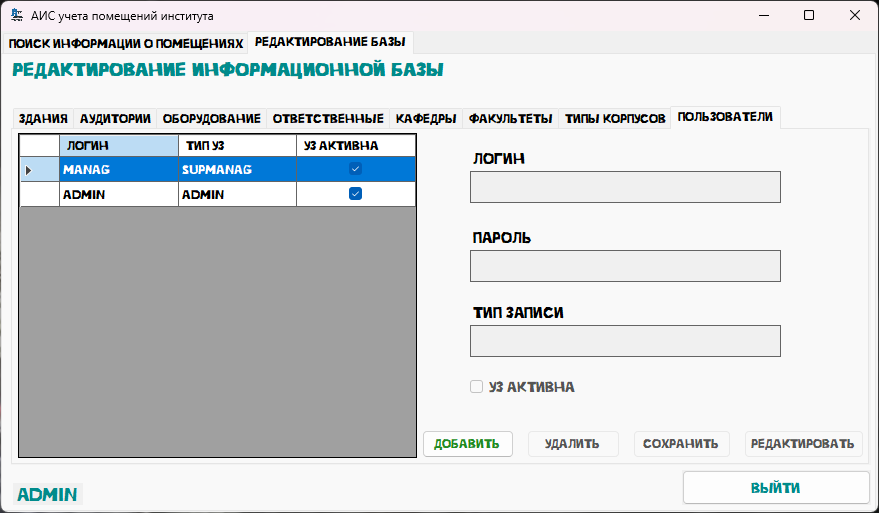 АИС учета помещений института
ПОИСК ИНФОРМАЦИИ О ПОМЕЩЕНИЯХ РЕДАКТИРОВАНИЕ БАЗЫ
РЕДАКТИРОВАНИЕ ИНФОРМАЦИОННОЙ БАЗЫ
ЗДАНИЯ АУДИТОРИИ ОБОРУДОВАНИЕ ОТВЕТСТВЕННЫЕ КАФЕДРЫ ФАКУЛЬТЕТЫ ТИПЫ КОРПУСОВ ПОЛЬЗОВАТЕЛИ
ЛОГИН ТИП УЗ УЗ АКТИВНА
MANAG SUPMANAG
ADMIN ADMIN
ЛОГИН
ПАРОЛЬ
ТИП ЗАПИСИ
УЗ АКТИВНА
ДОБАВИТЬ УДАЛИТЬ СОХРАНИТЬ РЕДАКТИРОВАТЬ
ADMIN ВЫЙТИ